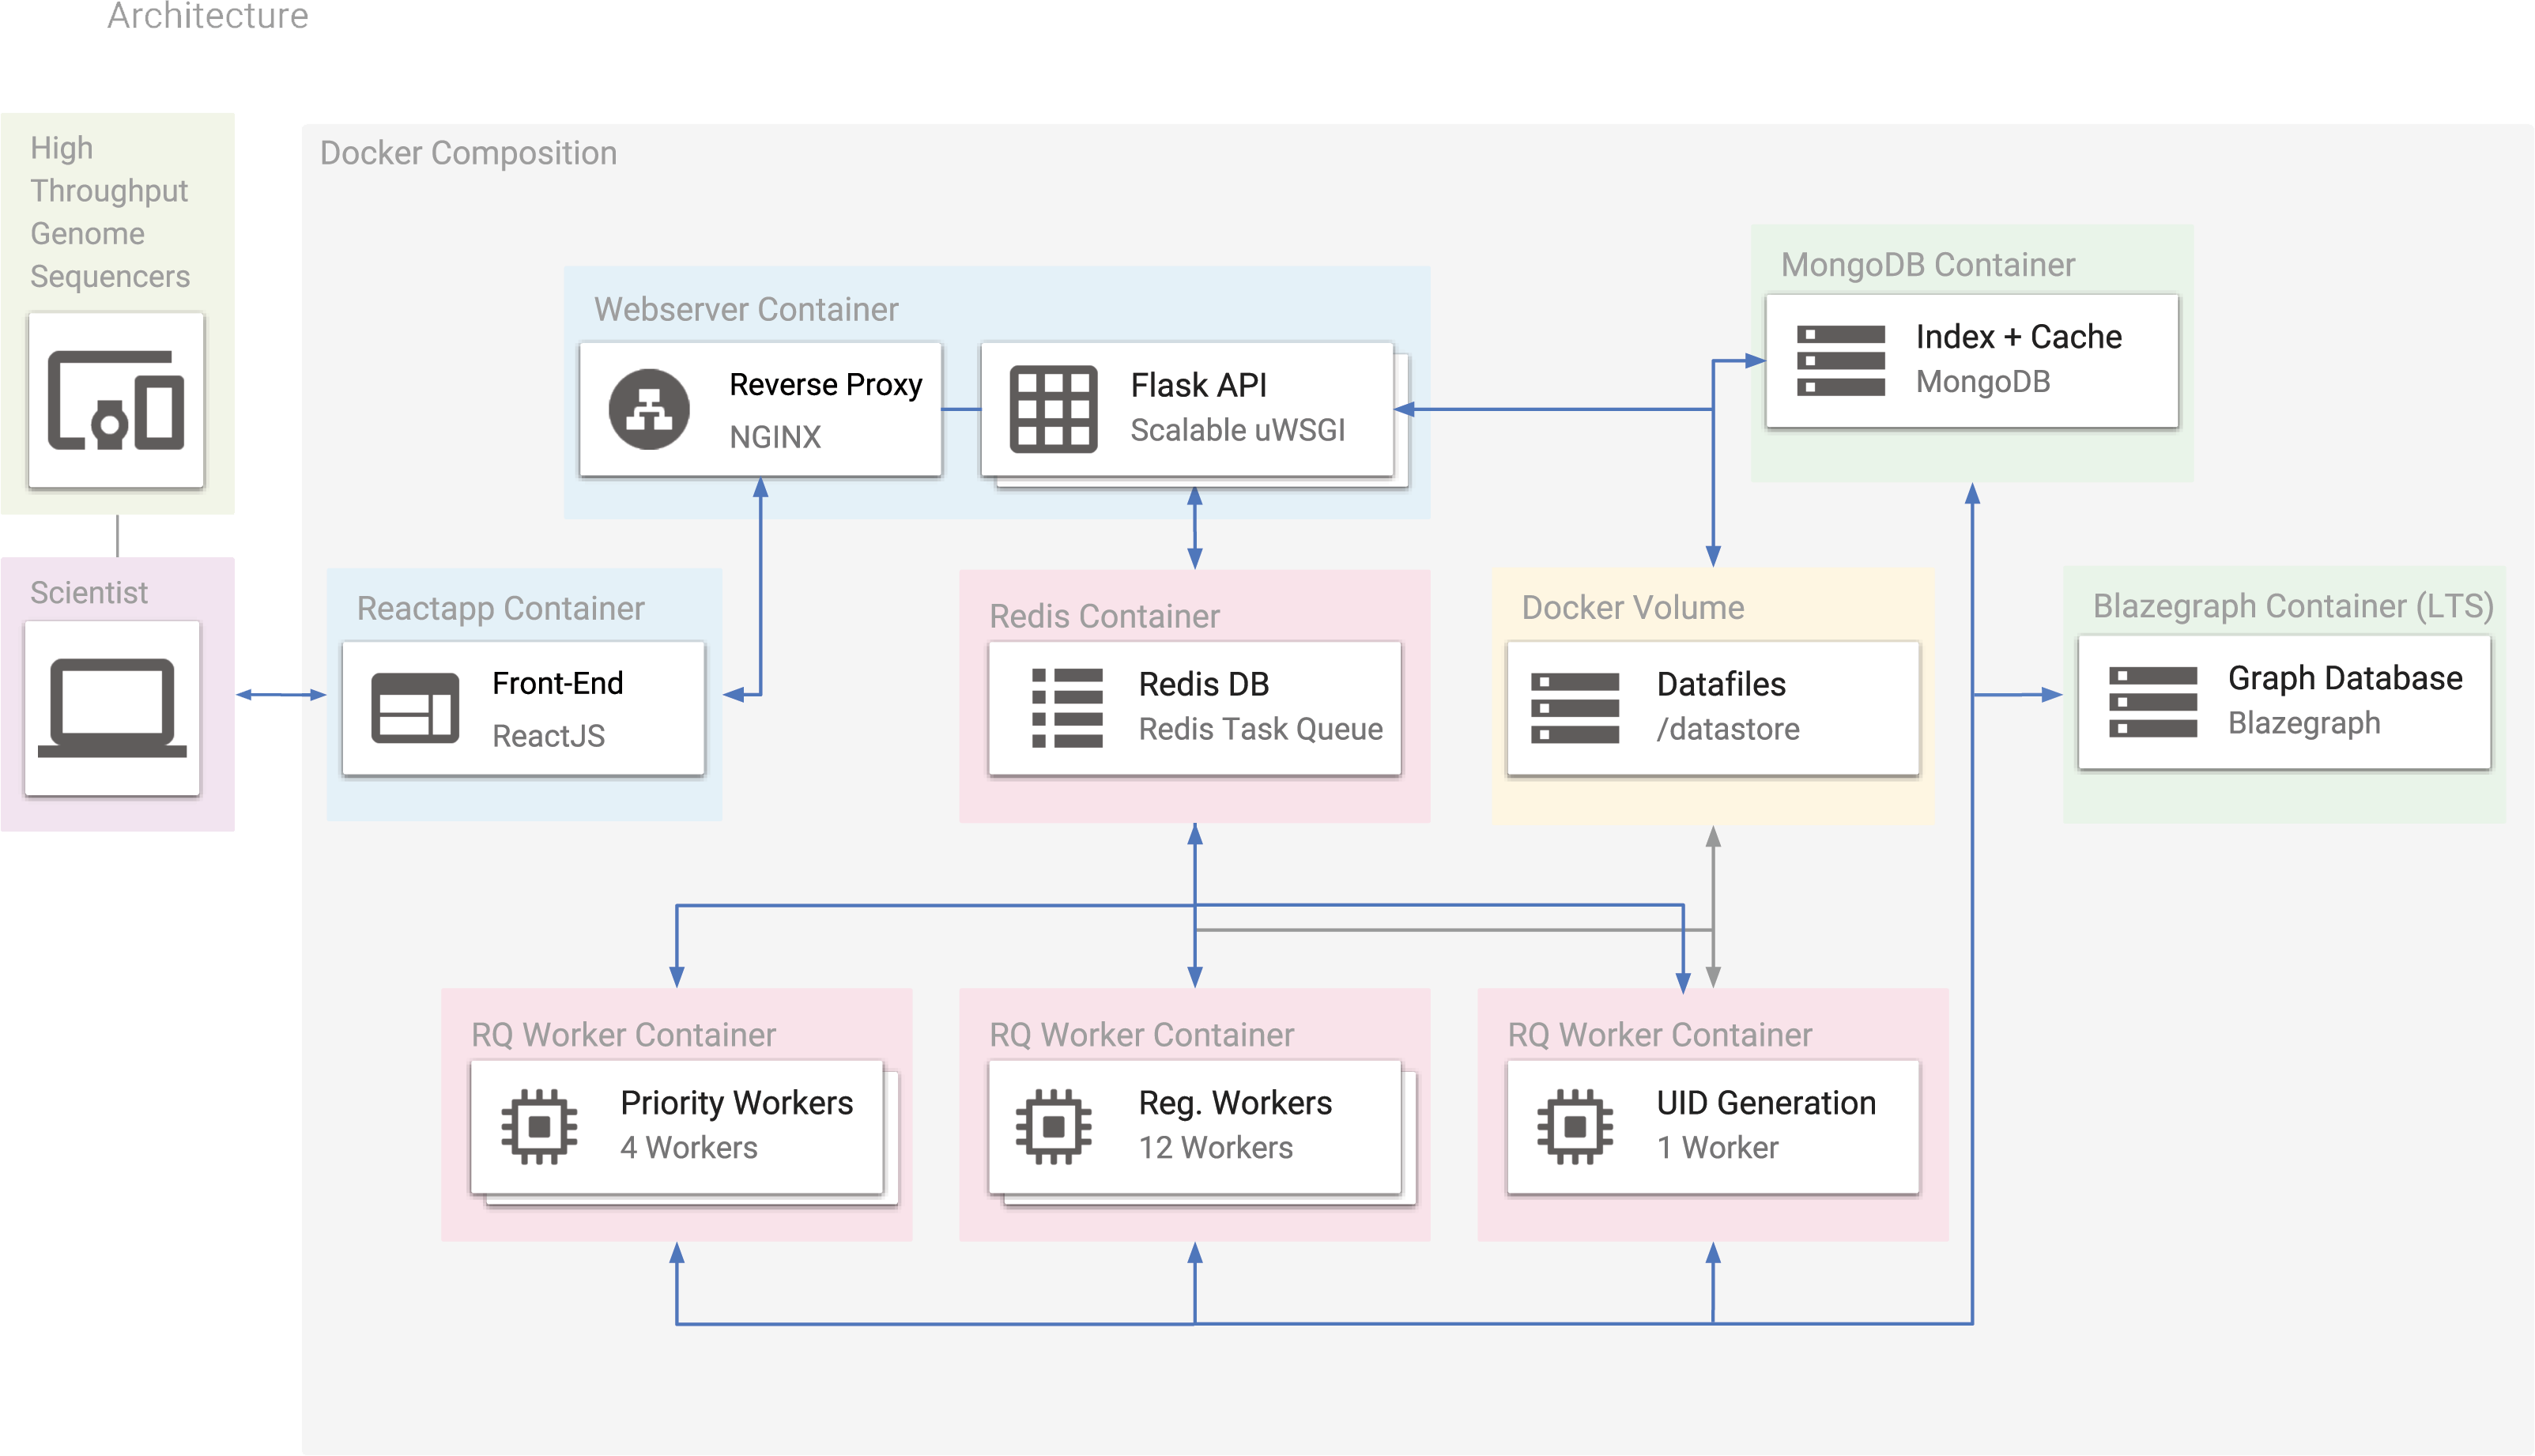 Architecture
High
Throughput
Genome
Sequencers
Scientist
Docker Composition
Webserver Container
Reverse Proxy
NGINX
Flask API
Scalable uWSGI
MongoDB Container
Index + Cache
MongoDB
Reactapp Container
Front-End
ReactJS
Redis Container
Redis DB
Redis Task Queue
Docker Volume
Datafiles
/datastore
Blazegraph Container (LTS)
Graph Database
Blazegraph
RQ Worker Container
Priority Workers
4 Workers
RQ Worker Container
Reg. Workers
12 Workers
RQ Worker Container
UID Generation
1 Worker